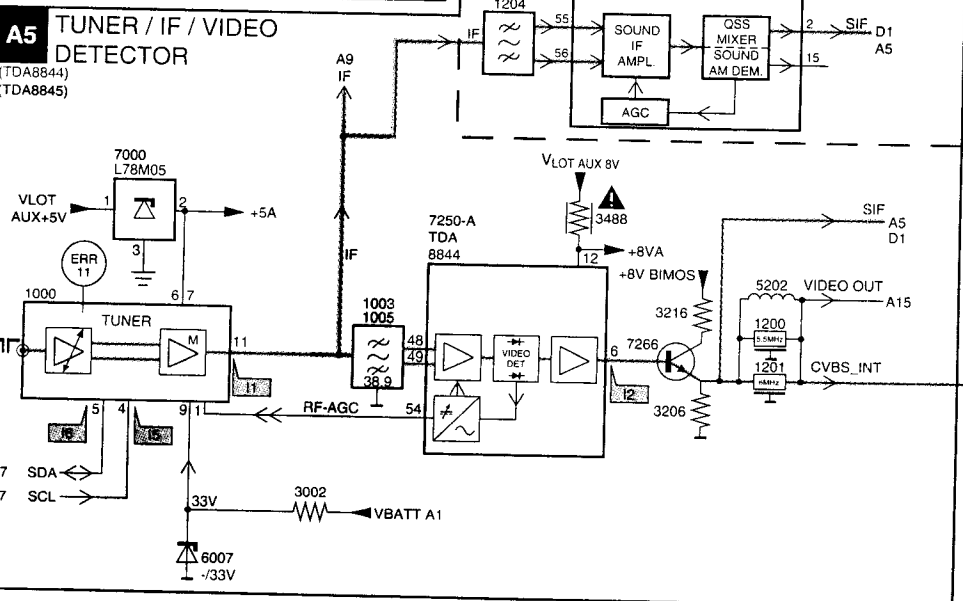 A5 TUNER / IF / VIDEO
DETECTOR
(TDA8844)
(TDA8845)
A9
IF
IF
1204
55
56
SOUND
IF
AMPL.
QSS
MIXER
SOUND
AM DEM.
AGC
2
SIF
D1
A5
15
7000
L78M05
VLOT
AUX+5V
1
2
3
+5A
ERR
11
1000
6 7
TUNER
M
11
I1
IF
1003
1005
38.9
48
49
7250-A
TDA
8844
VLOT AUX 8V
3488
+8VA
12
VIDEO
DET
54
RF-AGC
6
I2
+8V BIMOS
3216
7266
3206
SIF
A5
D1
5202
VIDEO OUT
A15
1200
5.5MHz
1201
6MHz
CVBS_INT
5
4
9
1
I6
I5
7 SDA
7 SCL
33V
3002
VBATT A1
6007
-/33V